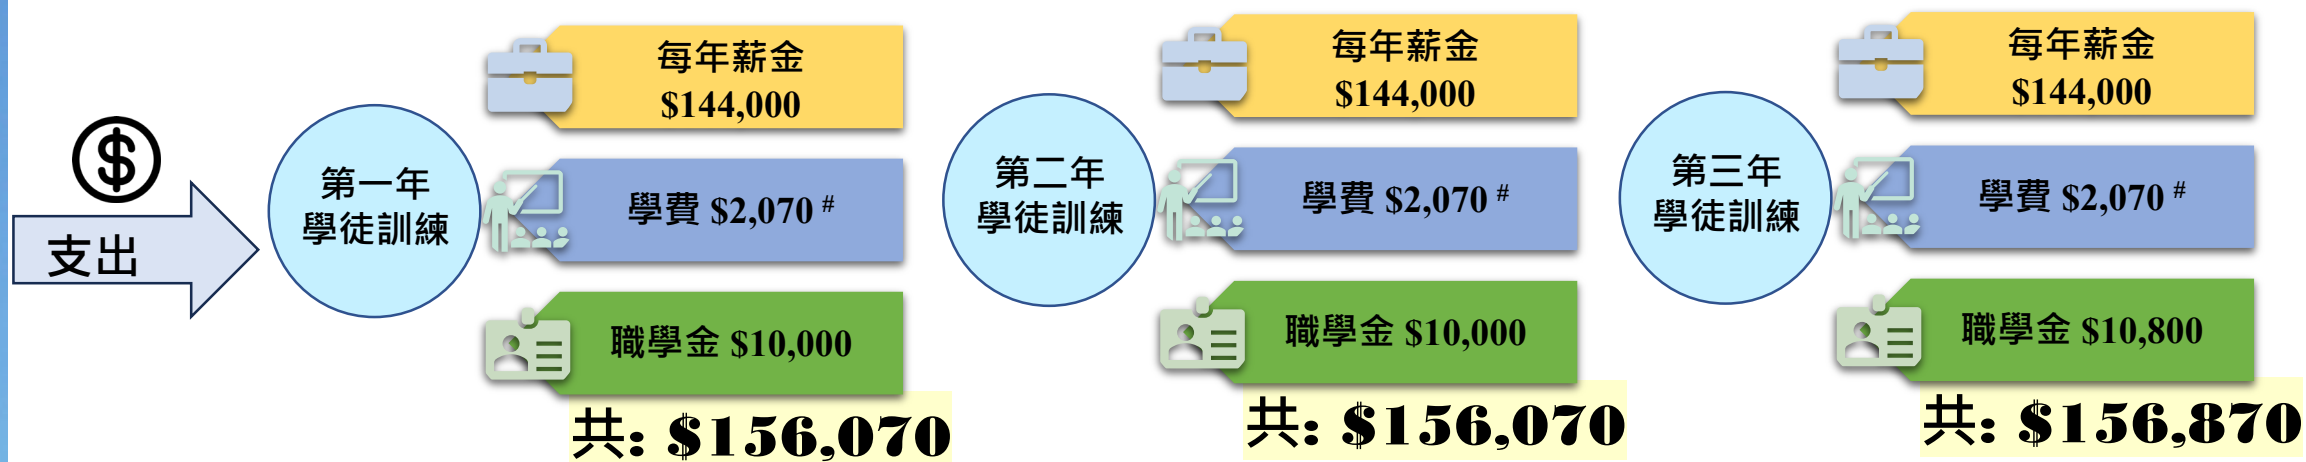 支出
第一年
學徒訓練
每年薪金
$144,000
學費 $2,070 #
職學金 $10,000
共: $156,070
第二年
學徒訓練
每年薪金
$144,000
學費 $2,070 #
職學金 $10,000
共: $156,070
第三年
學徒訓練
每年薪金
$144,000
學費 $2,070 #
職學金 $10,800
共: $156,870